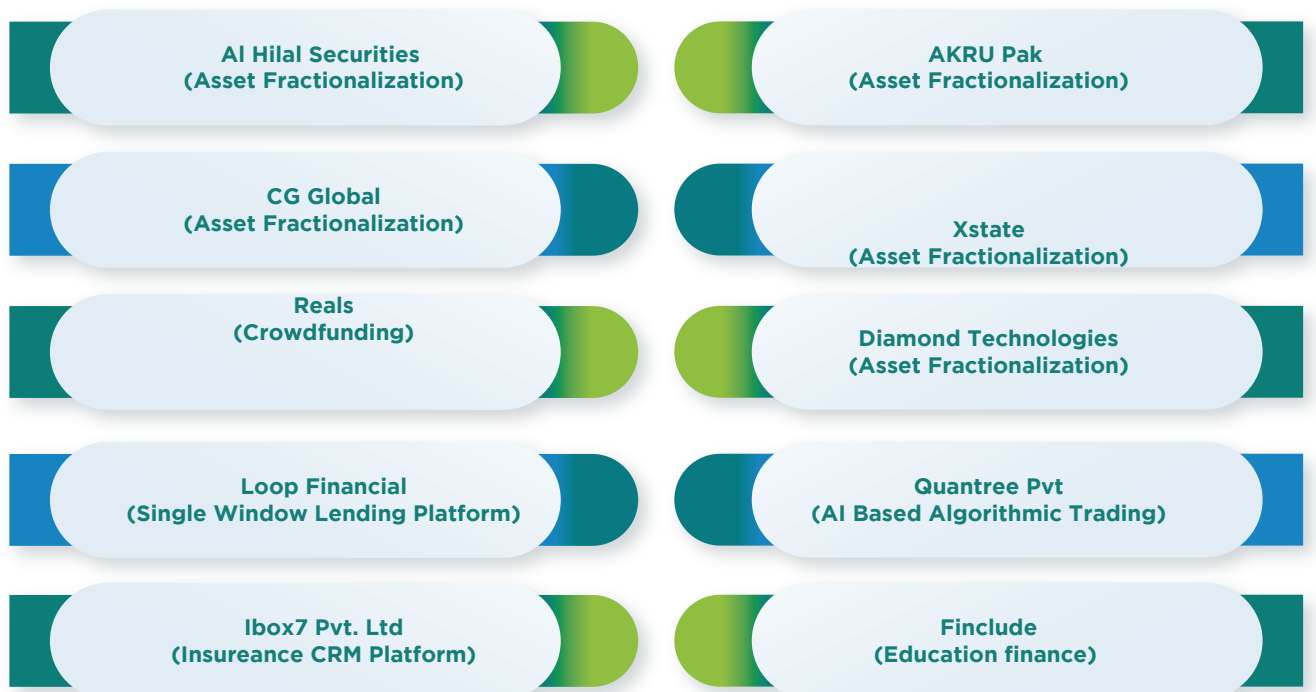 Al Hilal Securities
(Asset Fractionalization)
AKRU Pak
(Asset Fractionalization)
CG Global
(Asset Fractionalization)
Xstate
(Asset Fractionalization)
Reals
(Crowdfunding)
Diamond Technologies
(Asset Fractionalization)
Loop Financial
(Single Window Lending Platform)
Quantree Pvt
(AI Based Algorithmic Trading)
Ibox7 Pvt. Ltd
(Insureance CRM Platform)
Finclude
(Education finance)